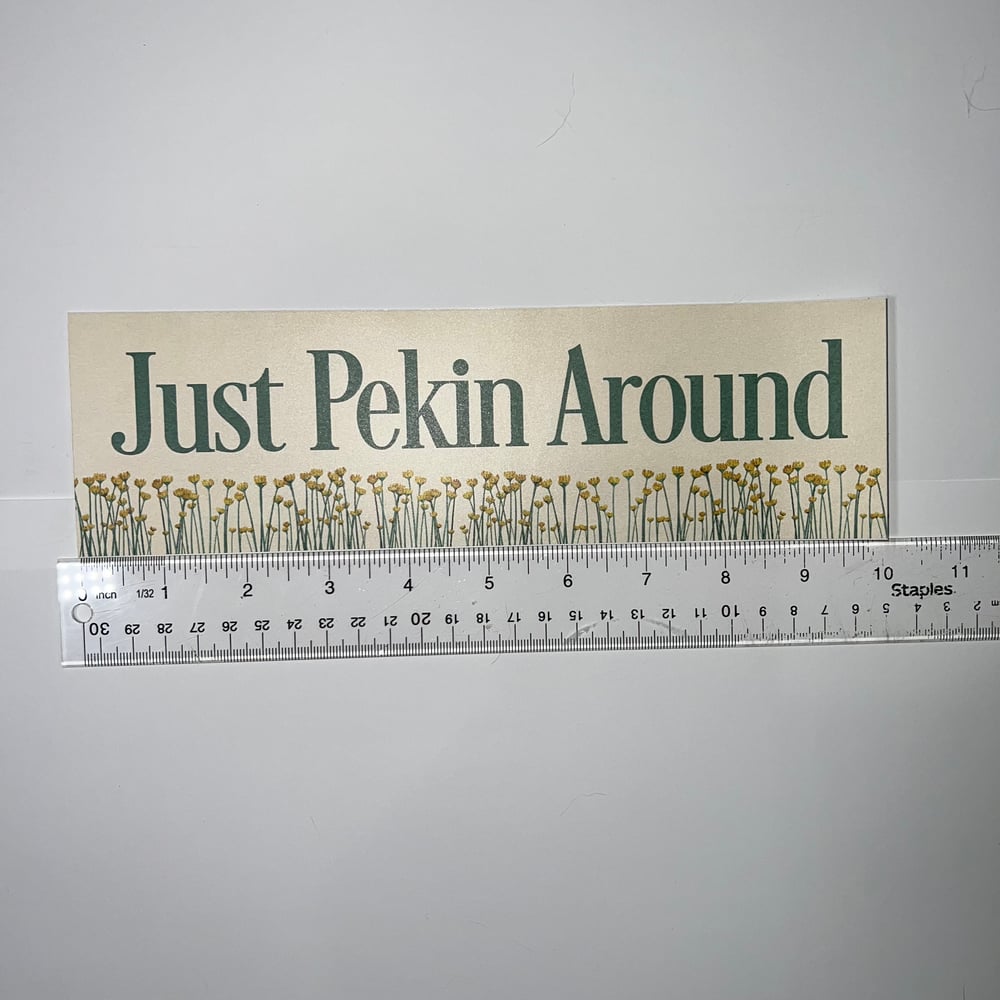 Just Pekin Around
0 inch 1/32 1 2 3 4 5 6 7 8 9 10 11
Staples
30 29 28 27 26 25 24 23 22 21 20 19 18 17 16 15 14 13 12 11 10 9 8 7 6 5 4 3 2